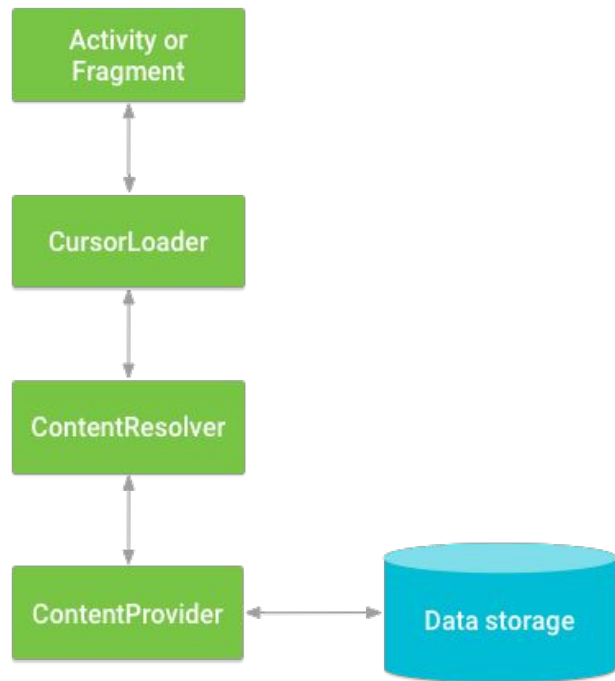 Activity or
Fragment
CursorLoader
ContentResolver
ContentProvider
Data storage